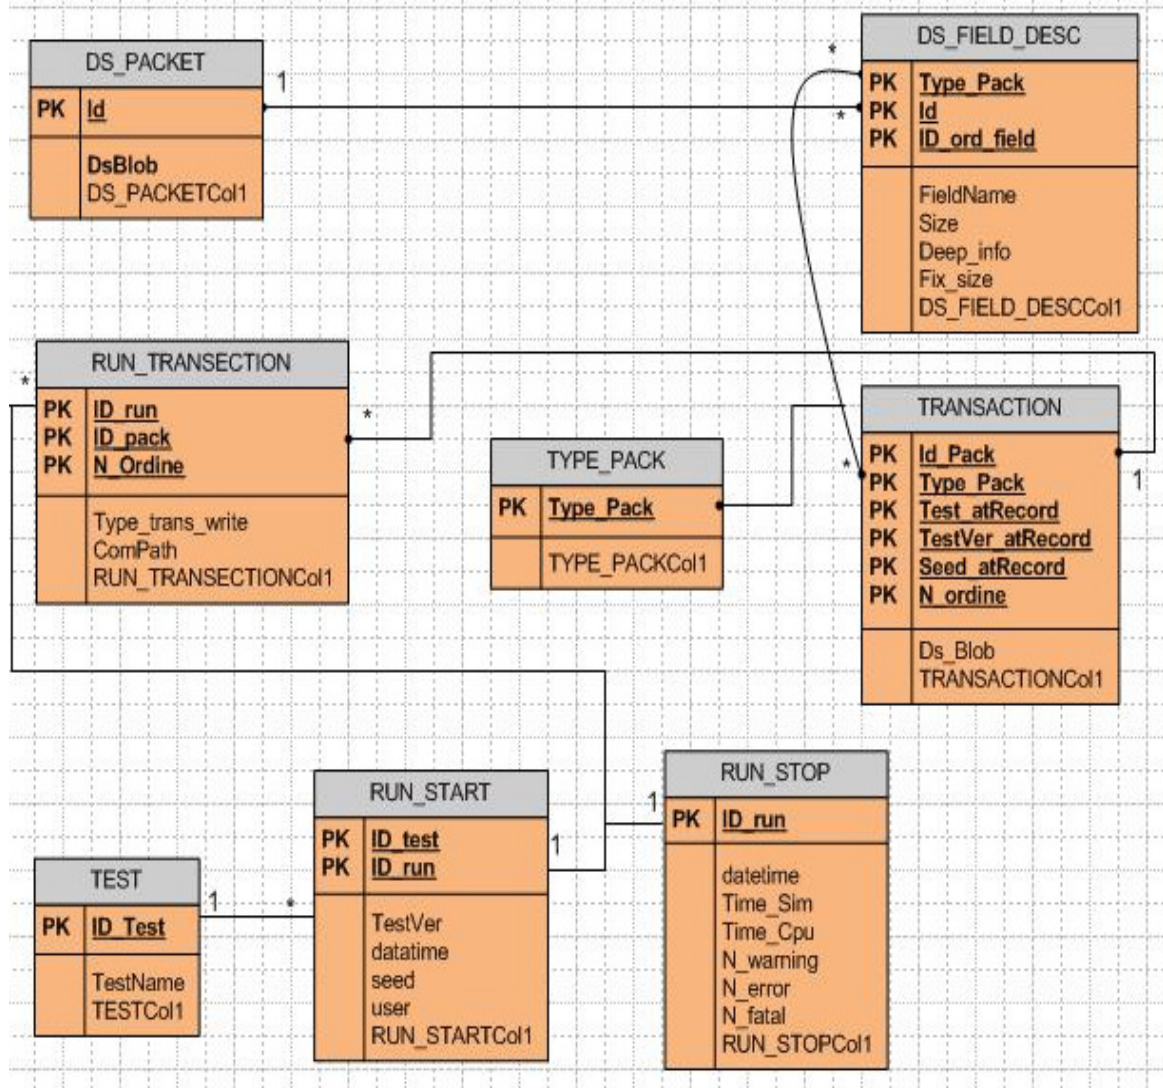 DS_PACKET
1
PK Id
DsBlob
DS_PACKETCol1
DS_FIELD_DESC
*
PK Type_Pack
PK Id
*
PK ID_ord_field
FieldName
Size
Deep_info
Fix_size
DS_FIELD_DESCCol1
RUN_TRANSECTION
*
PK ID_run
*
PK ID_pack
PK N_Ordine
Type_trans_write
ComPath
RUN_TRANSECTIONCol1
TYPE_PACK
PK Type_Pack
TYPE_PACKCol1
TRANSACTION
PK Id_Pack
*
1
PK Type_Pack
PK Test_atRecord
PK TestVer_atRecord
PK Seed_atRecord
PK N_ordine
Ds_Blob
TRANSACTIONCol1
TEST
1
PK ID_Test
TestName
TESTCol1
RUN_START
PK ID_test
1
PK ID_run
*
TestVer
datatime
seed
user
RUN_STARTCol1
RUN_STOP
1
PK ID_run
datetime
Time_Sim
Time_Cpu
N_warning
N_error
N_fatal
RUN_STOPCol1